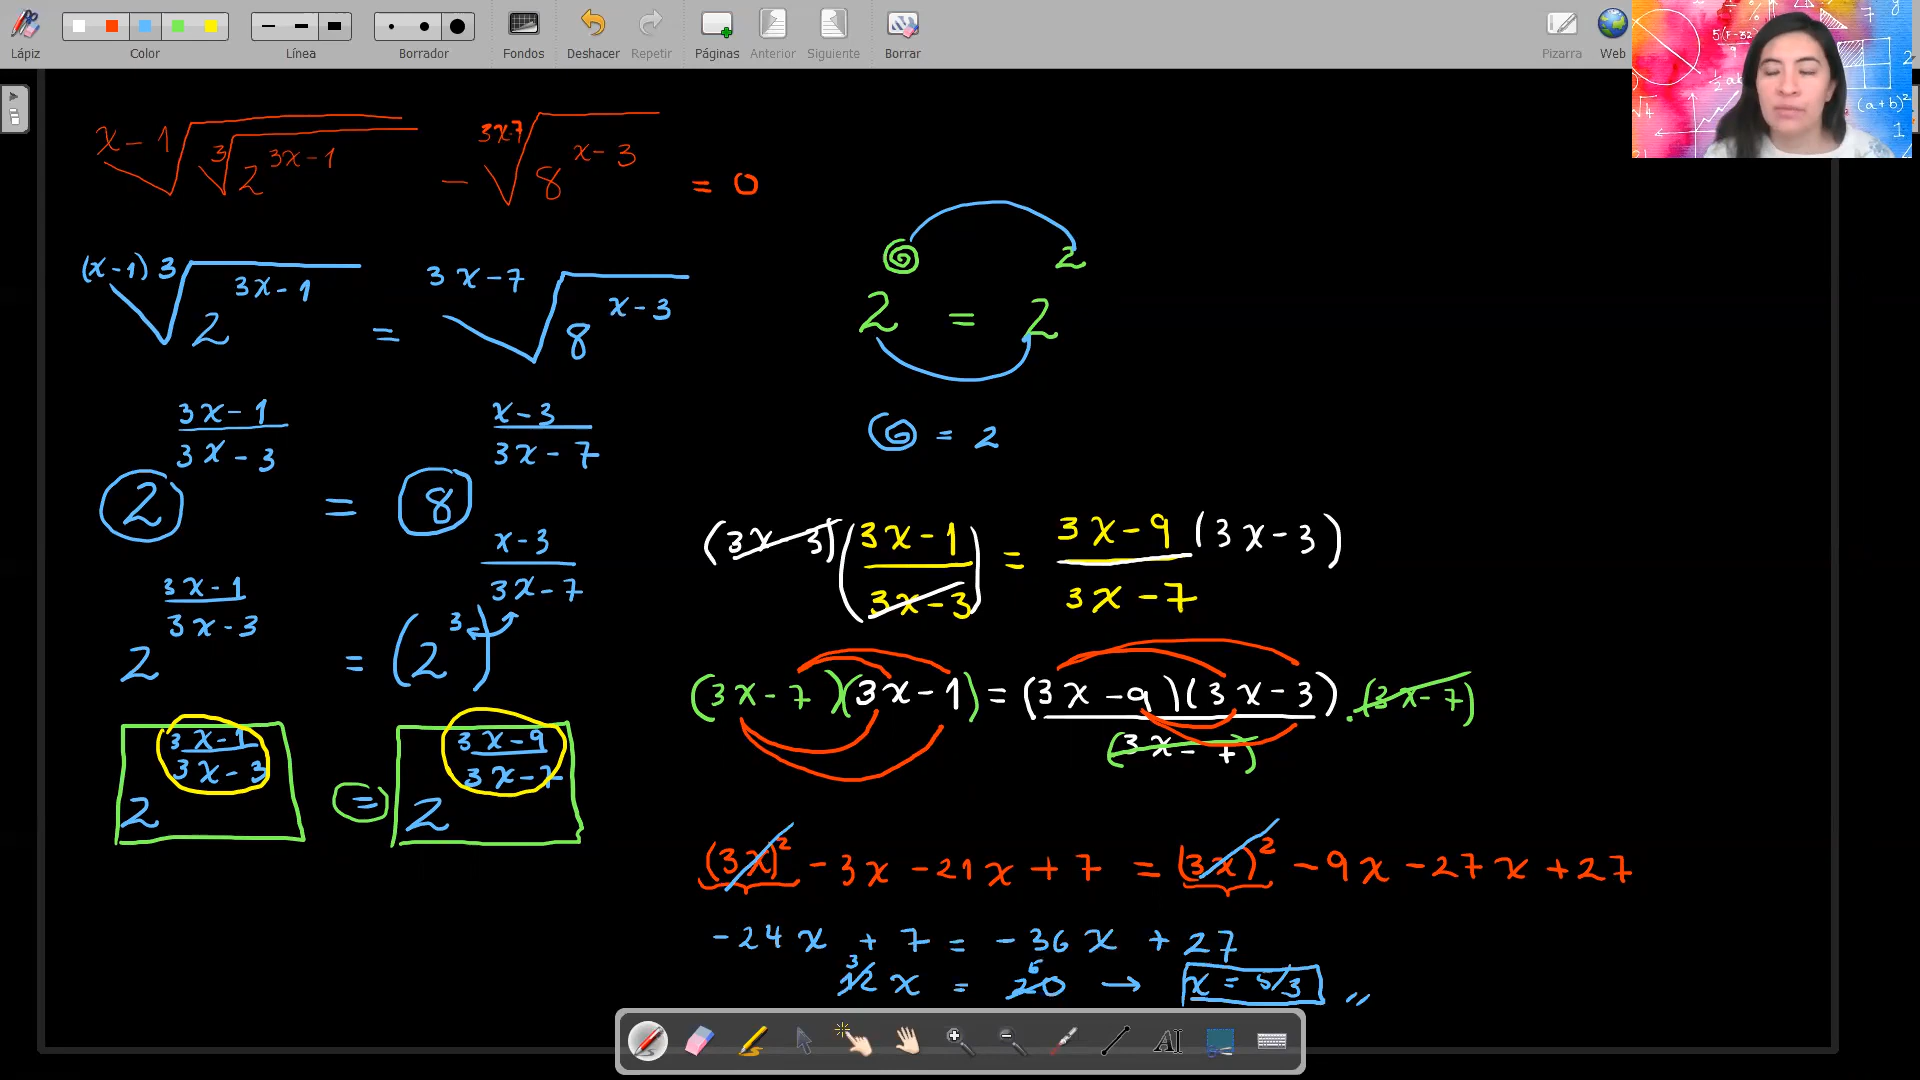 Lápiz Color Línea Borrador Fondos Deshacer Repetir Páginas Anterior Siguiente Borrar Pizarra Web
x-1√ 3√ 2^(3x-1) - 3x-7√ 8^(x-3) = 0
(x-1)3√ 2^(3x-1) = 3x-7√ 8^(x-3)
2^((3x-1)/(3x-3)) = 8^((x-3)/(3x-7))
2^((3x-1)/(3x-3)) = (2^3)^((x-3)/(3x-7))
2^((3x-1)/(3x-3)) = 2^((3x-9)/(3x-7))
2
2 = 2
= 2
(3x-3)((3x-1)/(3x-3)) = (3x-9)/(3x-7) (3x-3)
(3x-7)(3x-1) = (3x-9)(3x-3)/(3x-7) . (3x-7)
(3x)² - 3x - 21x + 7 = (3x)² - 9x - 27x + 27
-24x + 7 = -36x + 27
3 5
12x = 20 → x = 5/3 //
(a+b)²